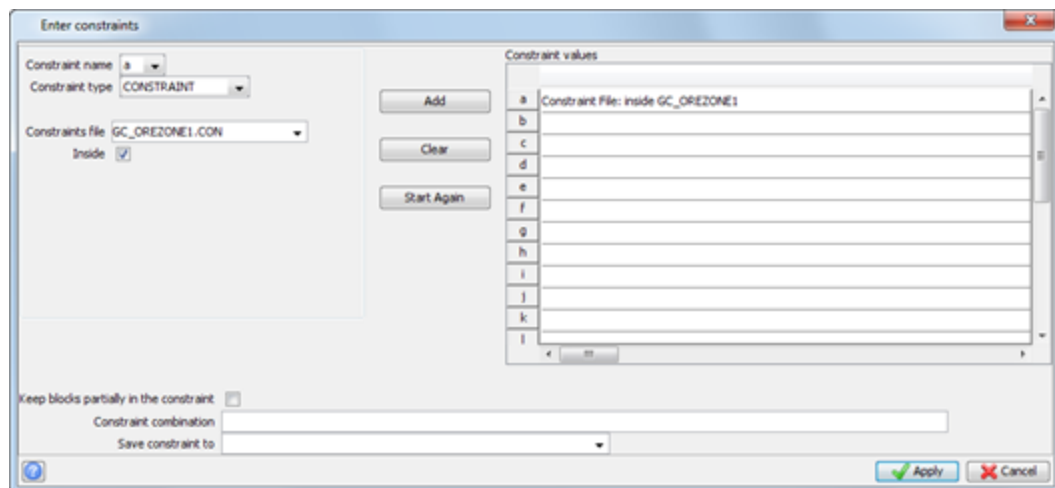 Enter constraints
Constraint name a
Constraint type CONSTRAINT
Constraints file GC_OREZONE1.CON
Inside
Add
Clear
Start Again
Constraint values
a Constraint File: inside GC_OREZONE1
b
c
d
e
f
g
h
i
j
k
l
Keep blocks partially in the constraint
Constraint combination
Save constraint to
Apply Cancel